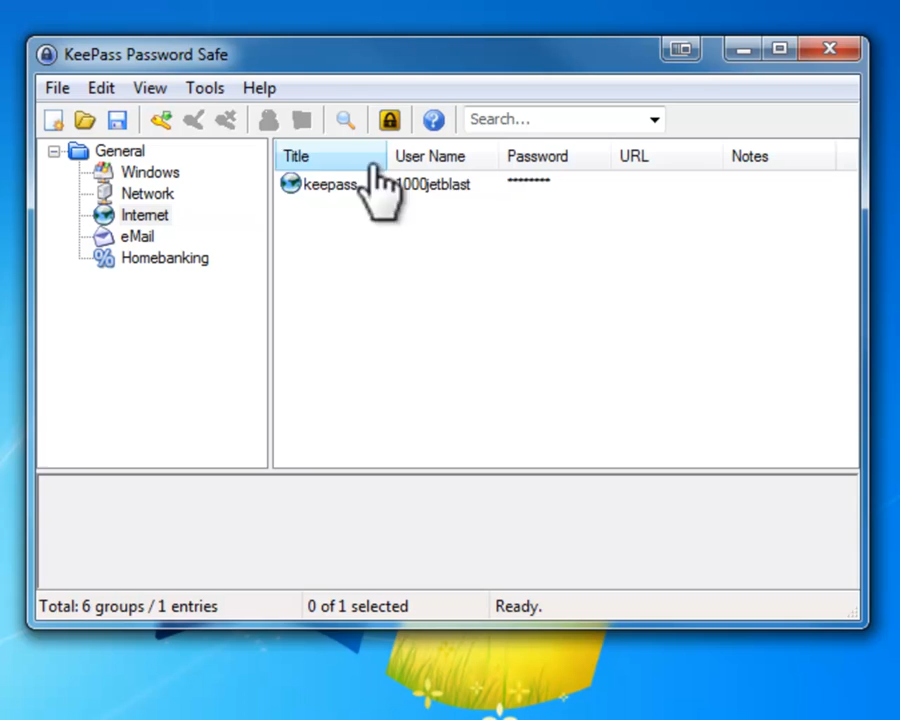 KeePass Password Safe
File Edit View Tools Help
Search...
General
Windows
Network
Internet
eMail
Homebanking
Title User Name Password URL Notes
keepass 1000jetblast ********
Total: 6 groups / 1 entries 0 of 1 selected Ready.